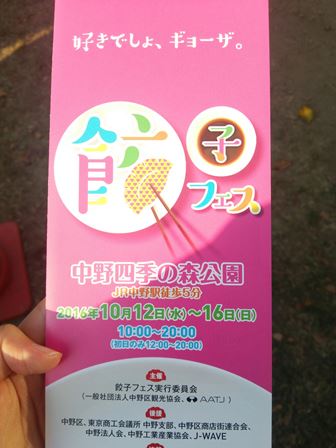 好きでしょ、ギョーザ。
餃子フェス
中野四季の森公園
JR中野駅徒歩5分
2016年10月12日(水)～16日(日)
10:00～20:00
(初日のみ12:00～20:00)
主催
餃子フェス実行委員会
(一般社団法人中野区観光協会、AATJ)
後援
中野区、東京商工会議所 中野支部、中野区商店街連合会、
中野法人会、中野工業産業協会、J-WAVE